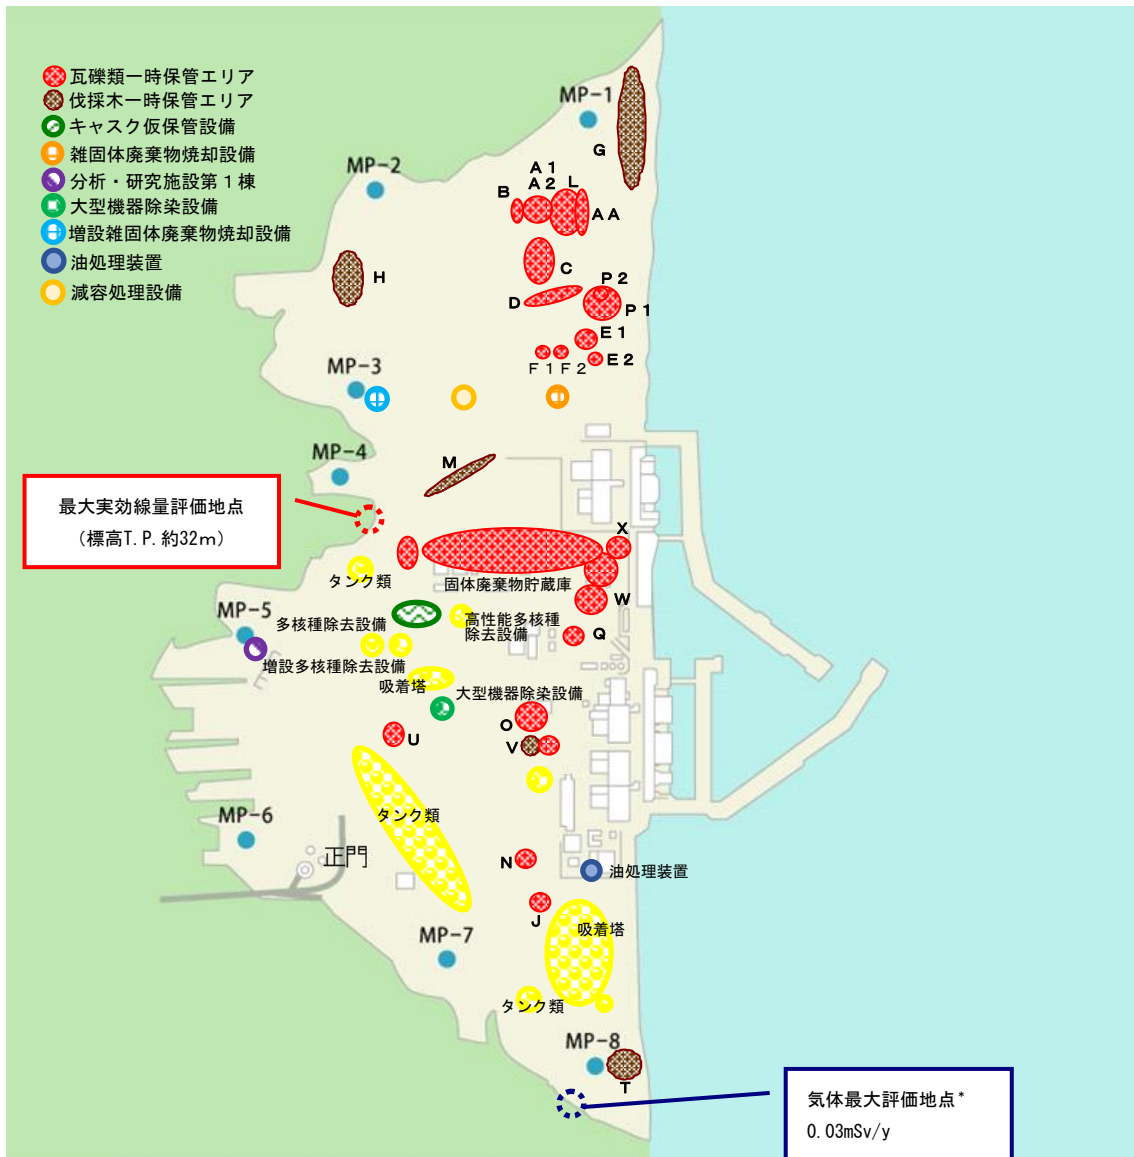 瓦礫類一時保管エリア
伐採木一時保管エリア
キャスク仮保管設備
雑固体廃棄物焼却設備
分析・研究施設第１棟
大型機器除染設備
増設雑固体廃棄物焼却設備
油処理装置
減容処理設備
MP-1
G
MP-2
Ａ１
Ａ２
L
B
ＡＡ
H
C
Ｐ２
D
Ｐ１
Ｅ１
Ｅ２
Ｆ１
Ｆ２
MP-3
MP-4
M
最大実効線量評価地点
（標高T.P.約32m）
X
タンク類
固体廃棄物貯蔵庫
W
MP-5
多核種除去設備
高性能多核種
除去設備
Q
増設多核種除去設備
吸着塔
大型機器除染設備
O
U
V
タンク類
MP-6
正門
N
油処理装置
J
吸着塔
MP-7
タンク類
MP-8
T
気体最大評価地点*
0.03mSv/y